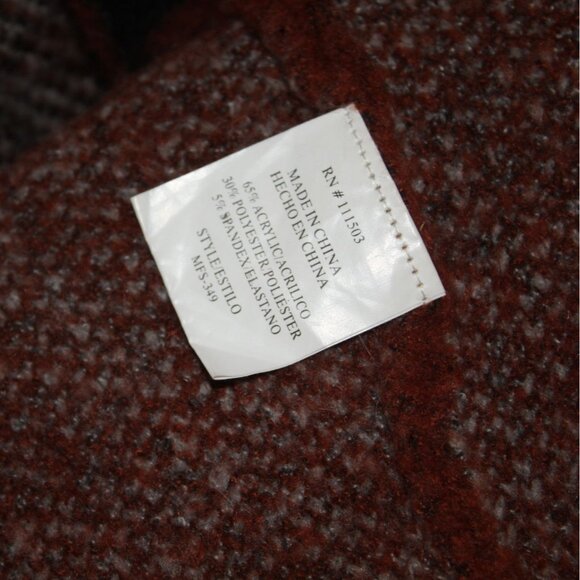 RN # 111503
MADE IN CHINA
HECHO EN CHINA
65% ACRYLIC/ACRILICO
30% POLYESTER/POLIESTER
5% SPANDEX/ELASTANO
STYLE/ESTILO
MFS-349